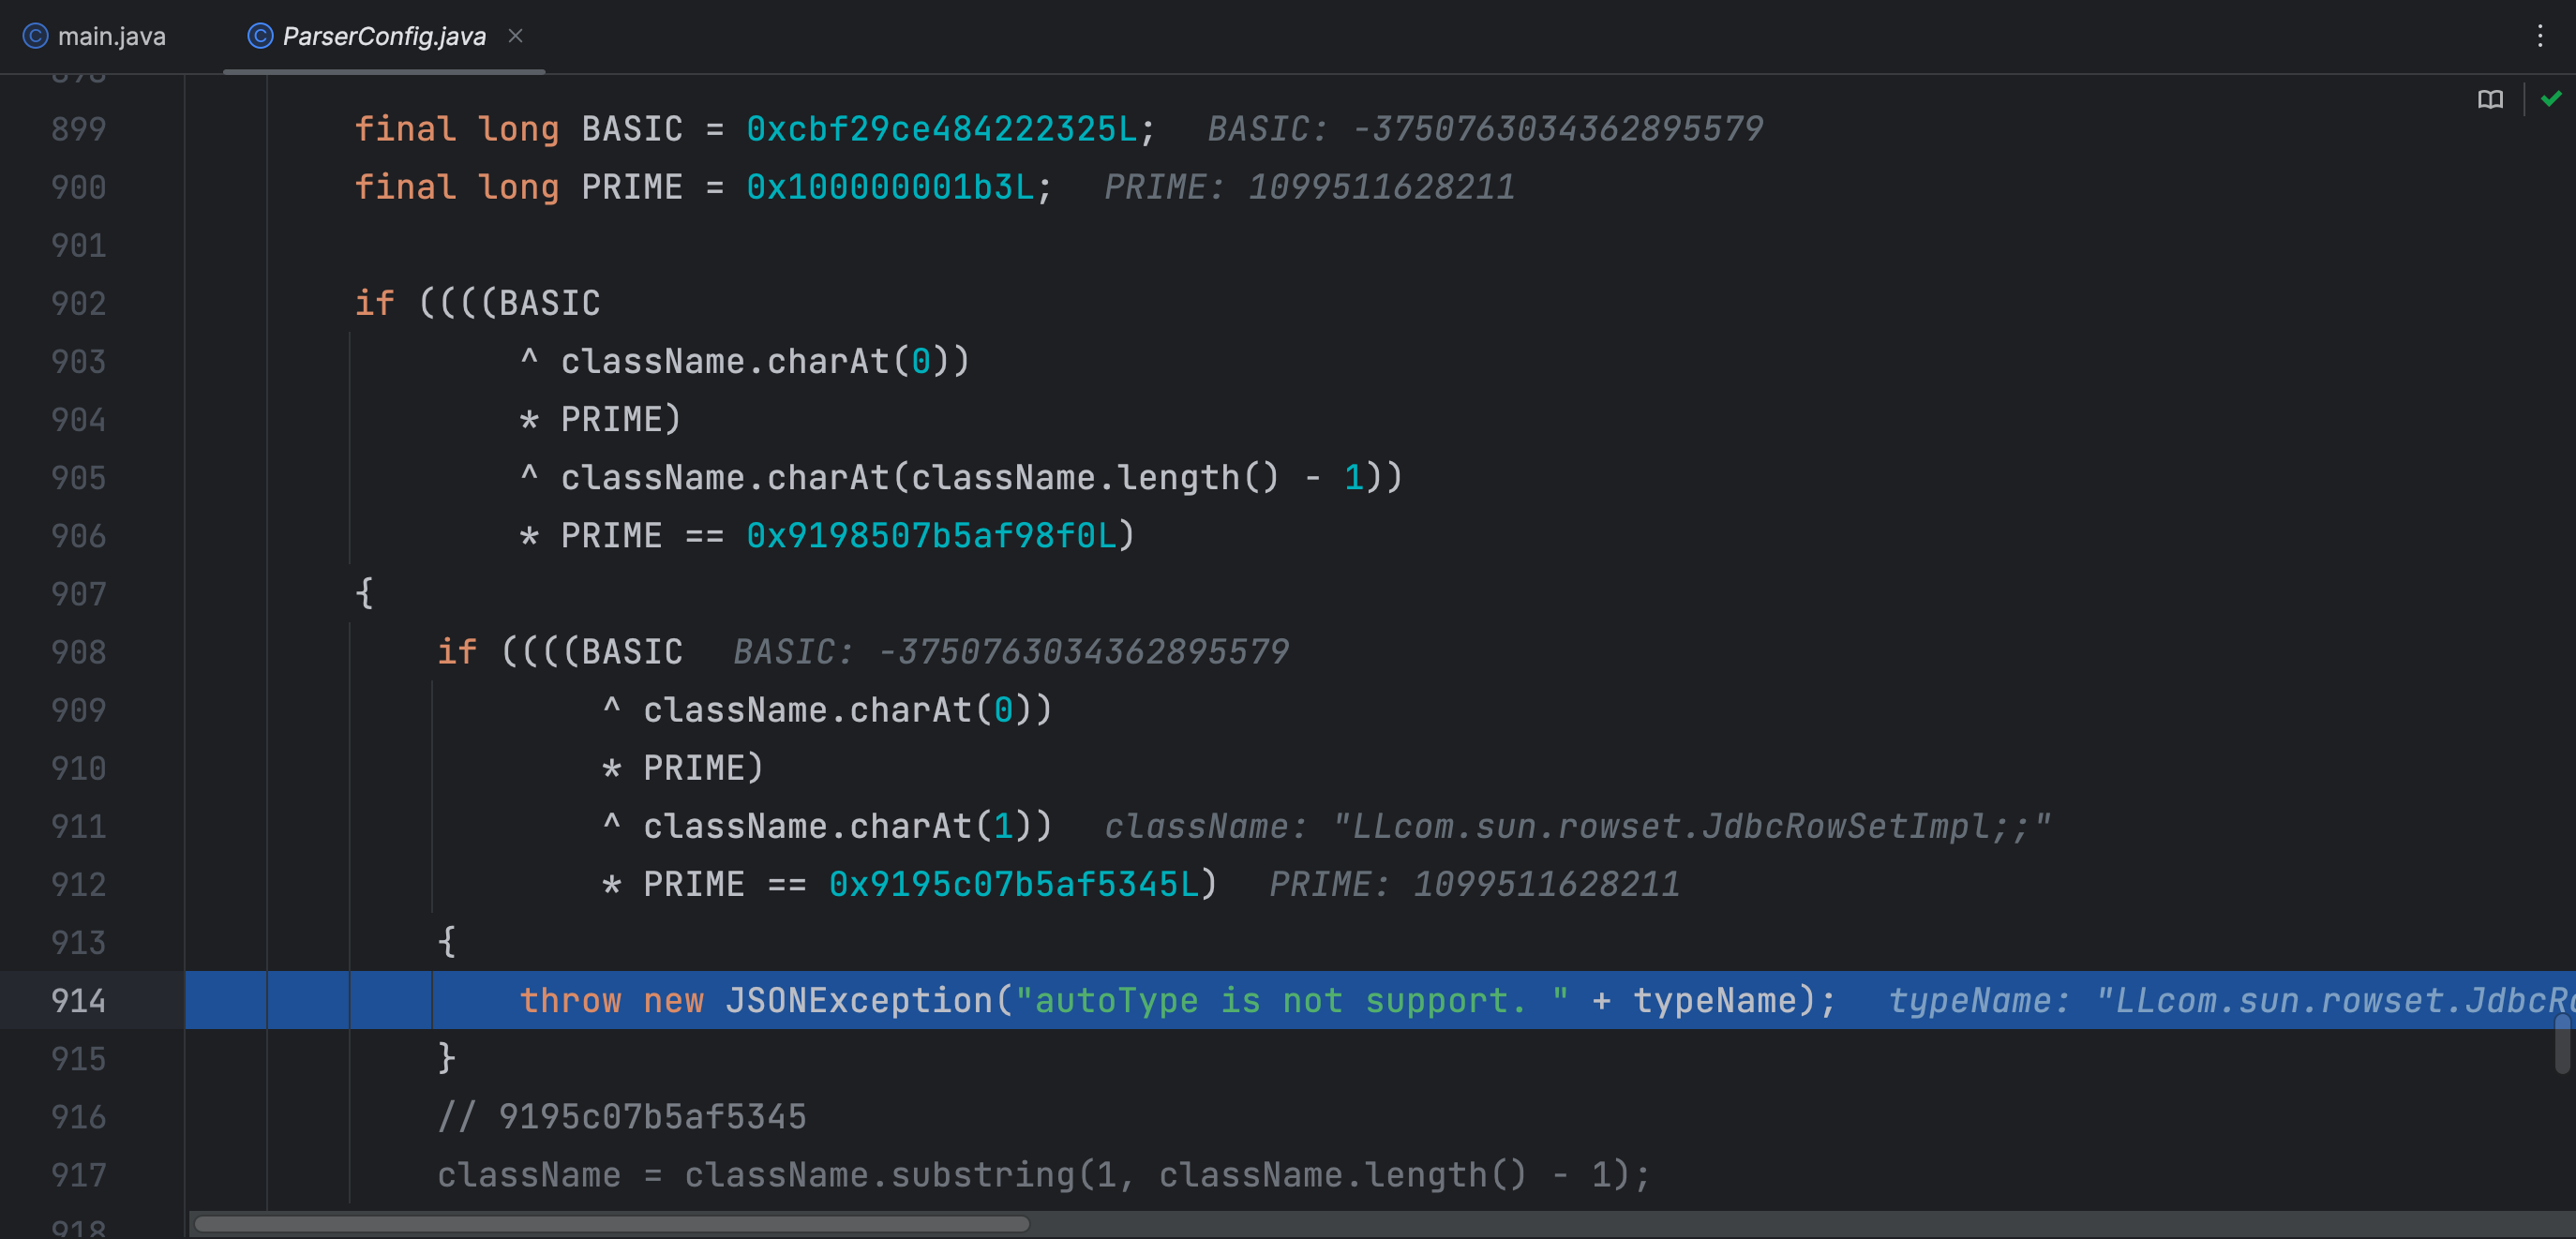 main.java ParserConfig.java
899 final long BASIC = 0xcbf29ce484222325L; BASIC: -3750763034362895579
900 final long PRIME = 0x100000001b3L; PRIME: 1099511628211
901
902 if ((((BASIC
903 ^ className.charAt(0))
904 * PRIME)
905 ^ className.charAt(className.length() - 1))
906 * PRIME == 0x9198507b5af98f0L)
907 {
908 if ((((BASIC BASIC: -3750763034362895579
909 ^ className.charAt(0))
910 * PRIME)
911 ^ className.charAt(1)) className: "LLcom.sun.rowset.JdbcRowSetImpl;;"
912 * PRIME == 0x9195c07b5af5345L) PRIME: 1099511628211
913 {
914 throw new JSONException("autoType is not support. " + typeName); typeName: "LLcom.sun.rowset.JdbcRo
915 }
916 // 9195c07b5af5345
917 className = className.substring(1, className.length() - 1);
918